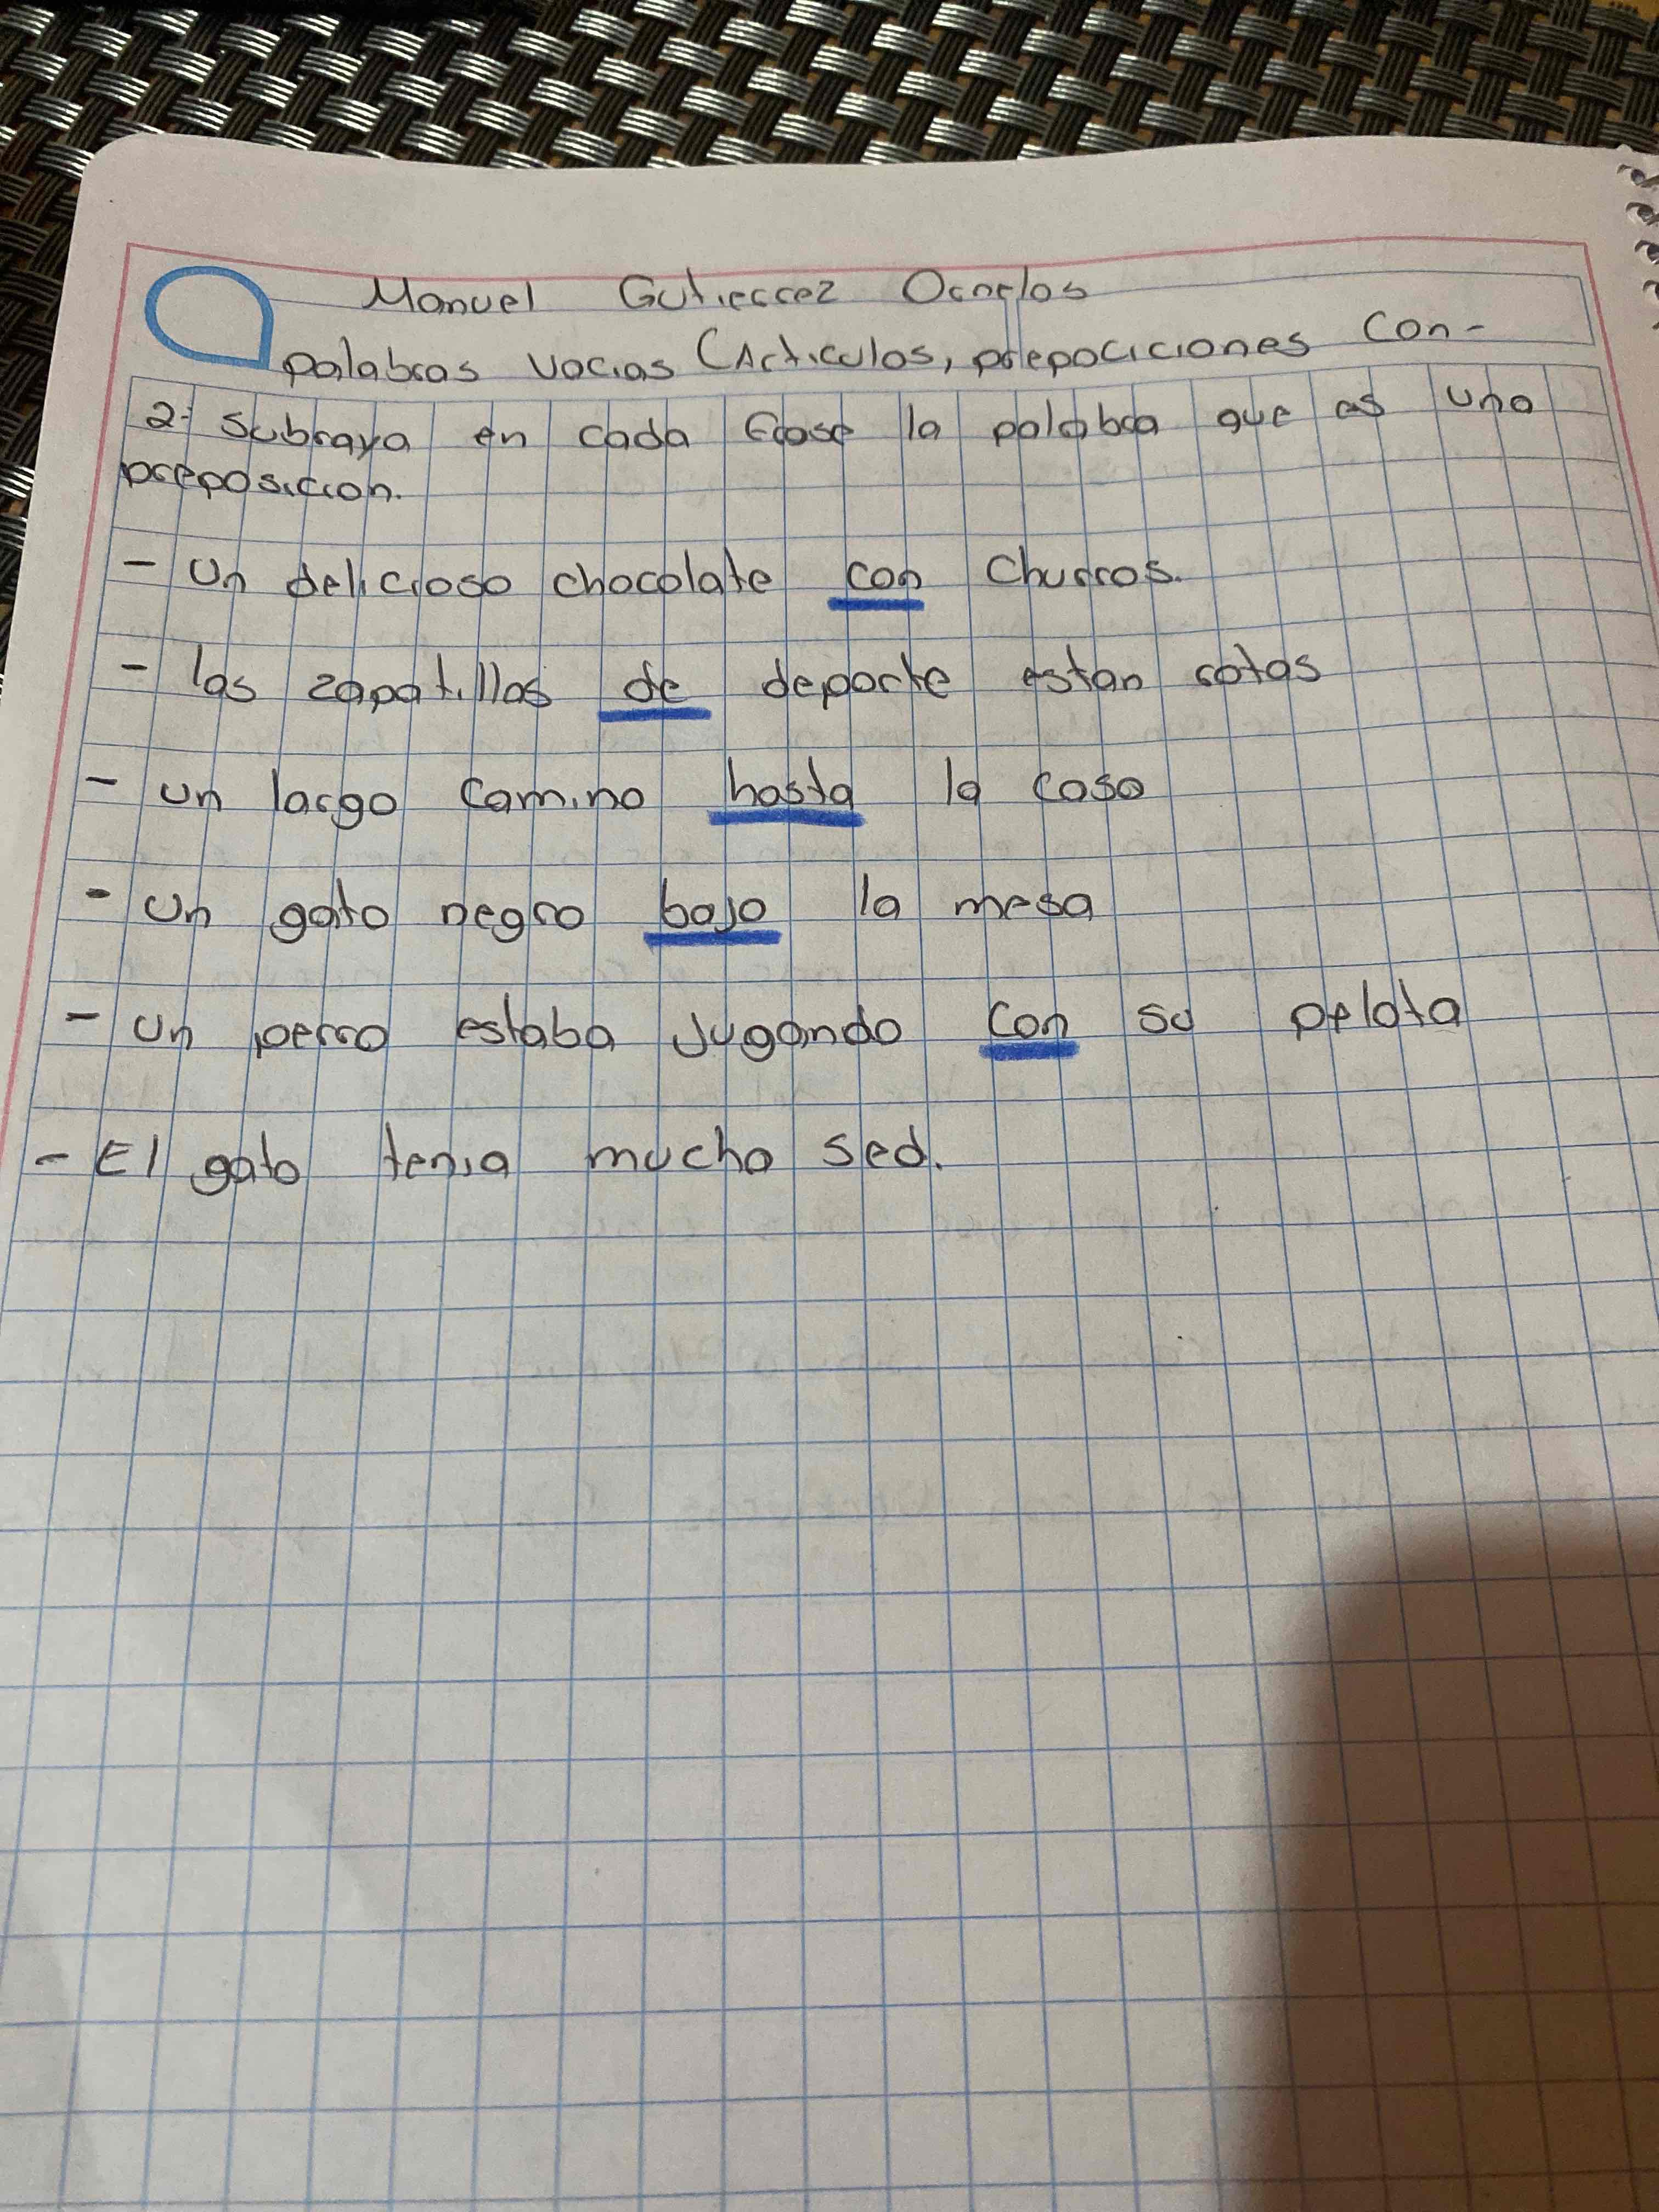 Manuel Gutierrez Ornelas
palabras vacias (Articulos, prepociciones con-
2- Subraya en cada frase la palabra que es una
preposicion.
- Un delicioso chocolate con Churros.
- las zapatillas de deporte estan rotas
- un largo camino hasta la casa
- un gato negro bajo la mesa
- un perro estaba Jugando con su pelota
- El gato tenia mucha sed.